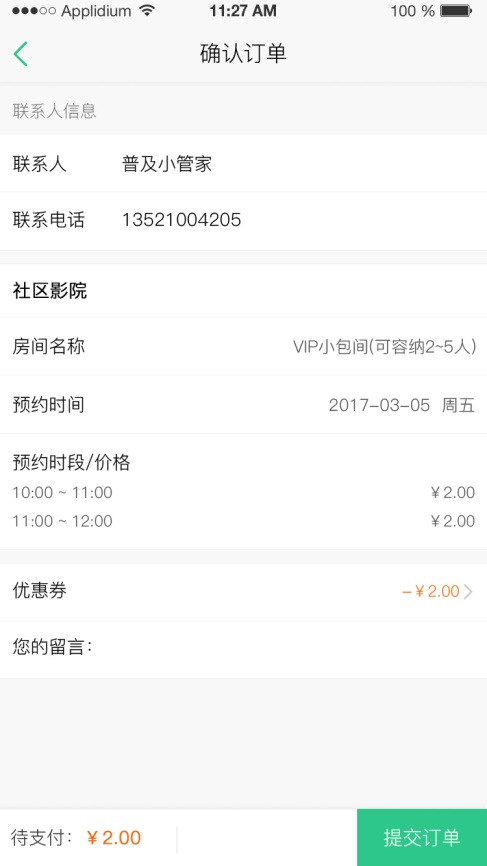 Applidium 11:27 AM 100 %
确认订单
联系人信息
联系人 普及小管家
联系电话 13521004205
社区影院
房间名称 VIP小包间(可容纳2~5人)
预约时间 2017-03-05 周五
预约时段/价格
10:00 ~ 11:00 ￥2.00
11:00 ~ 12:00 ￥2.00
优惠券 -￥2.00
您的留言:
待支付: ￥2.00 提交订单